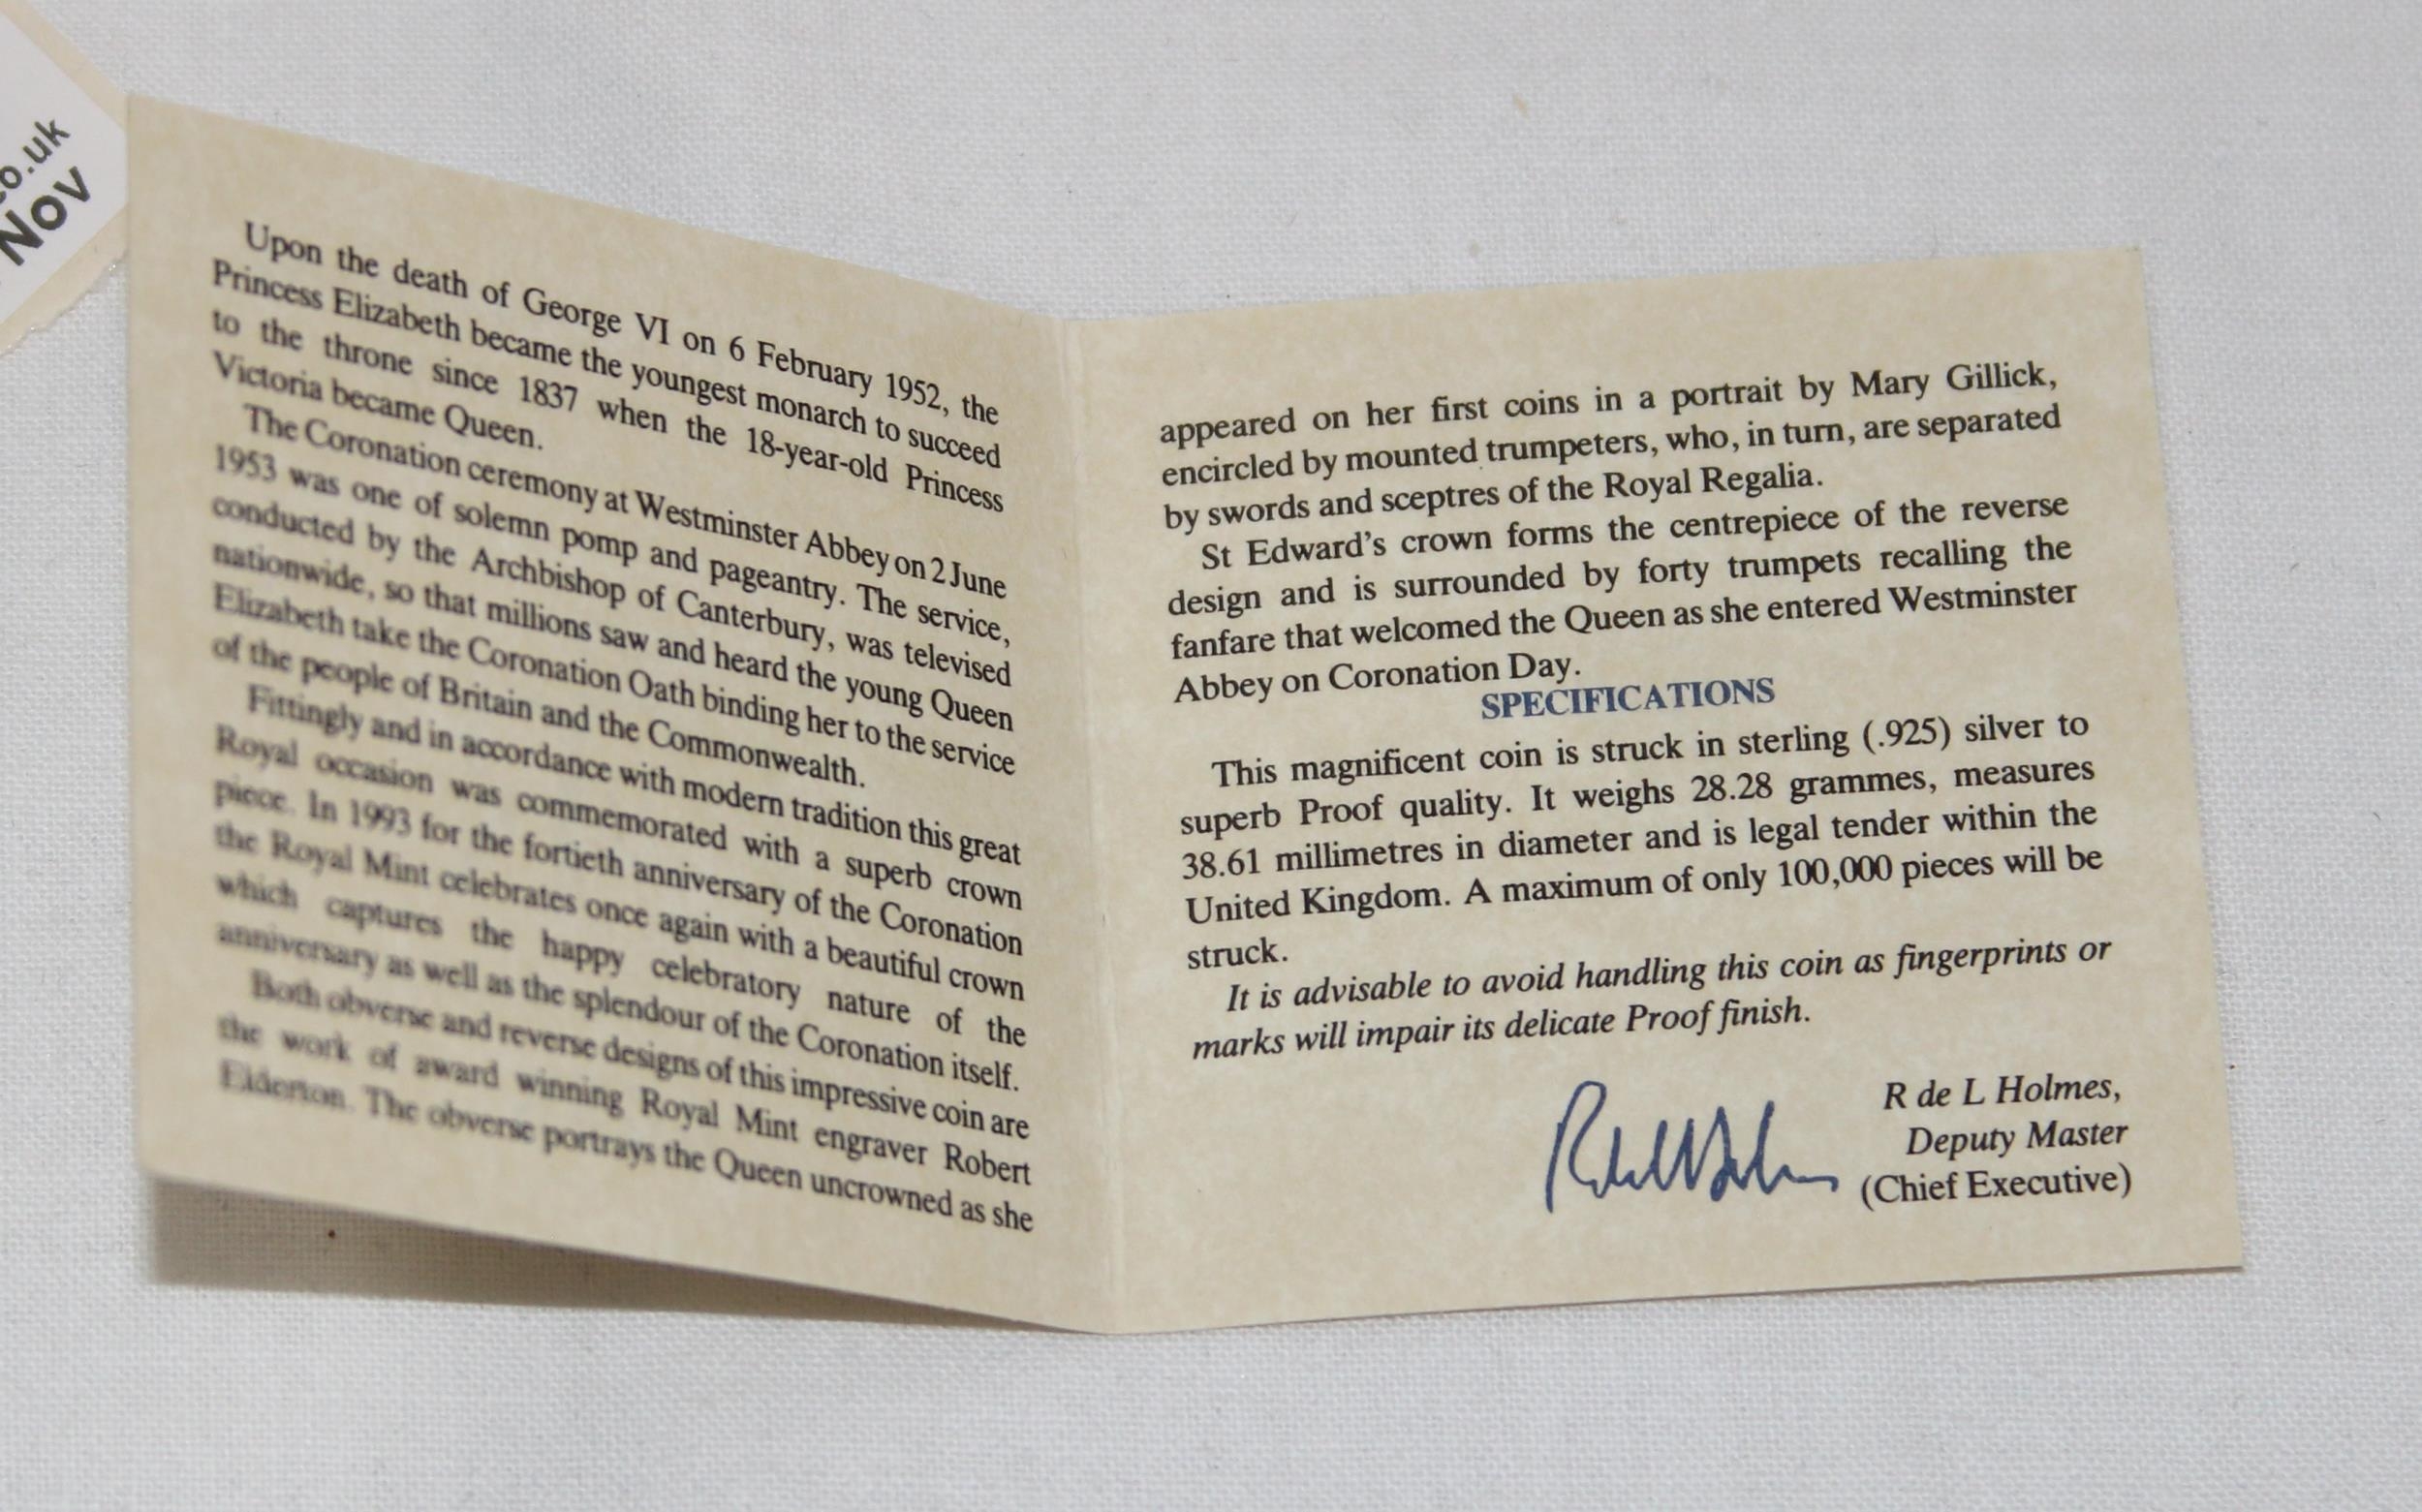 co.uk
Nov
Upon the death of George VI on 6 February 1952, the
Princess Elizabeth became the youngest monarch to succeed
to the throne since 1837 when the 18-year-old Princess
Victoria became Queen.
The Coronation ceremony at Westminster Abbey on 2 June
1953 was one of solemn pomp and pageantry. The service,
conducted by the Archbishop of Canterbury, was televised
nationwide, so that millions saw and heard the young Queen
Elizabeth take the Coronation Oath binding her to the service
of the people of Britain and the Commonwealth.
Fittingly and in accordance with modern tradition this great
Royal occasion was commemorated with a superb crown
piece. In 1993 for the fortieth anniversary of the Coronation
the Royal Mint celebrates once again with a beautiful crown
which captures the happy celebratory nature of the
anniversary as well as the splendour of the Coronation itself.
Both obverse and reverse designs of this impressive coin are
the work of award winning Royal Mint engraver Robert
Elderton. The obverse portrays the Queen uncrowned as she
appeared on her first coins in a portrait by Mary Gillick,
encircled by mounted trumpeters, who, in turn, are separated
by swords and sceptres of the Royal Regalia.
St Edward's crown forms the centrepiece of the reverse
design and is surrounded by forty trumpets recalling the
fanfare that welcomed the Queen as she entered Westminster
Abbey on Coronation Day.
SPECIFICATIONS
This magnificent coin is struck in sterling (.925) silver to
superb Proof quality. It weighs 28.28 grammes, measures
38.61 millimetres in diameter and is legal tender within the
United Kingdom. A maximum of only 100,000 pieces will be
struck.
It is advisable to avoid handling this coin as fingerprints or
marks will impair its delicate Proof finish.
R de L Holmes,
Deputy Master
(Chief Executive)